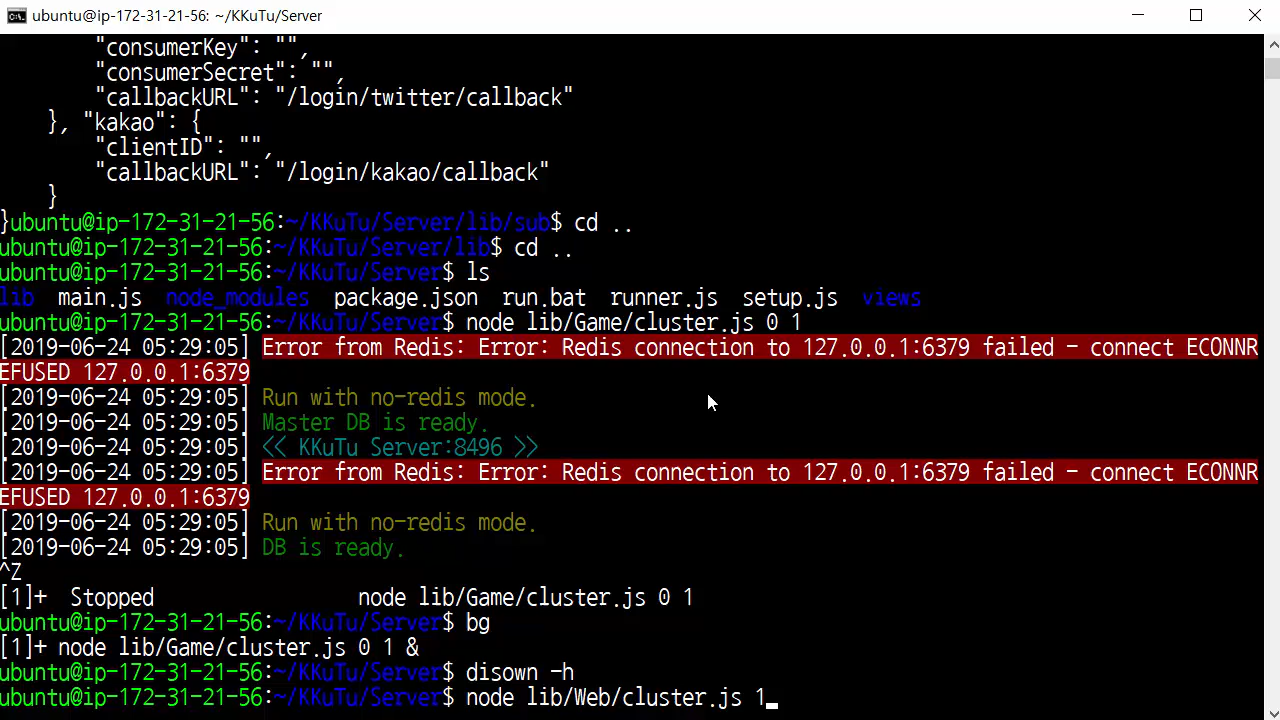 ubuntu@ip-172-31-21-56: ~/KKuTu/Server
"consumerKey": "",
"consumerSecret": "",
"callbackURL": "/login/twitter/callback"
}, "kakao": {
"clientID": "",
"callbackURL": "/login/kakao/callback"
}
}ubuntu@ip-172-31-21-56:~/KKuTu/Server/lib/sub$ cd ..
ubuntu@ip-172-31-21-56:~/KKuTu/Server/lib$ cd ..
ubuntu@ip-172-31-21-56:~/KKuTu/Server$ ls
lib  main.js  node_modules  package.json  run.bat  runner.js  setup.js  views
ubuntu@ip-172-31-21-56:~/KKuTu/Server$ node lib/Game/cluster.js 0 1
[2019-06-24 05:29:05] Error from Redis: Error: Redis connection to 127.0.0.1:6379 failed - connect ECONNR
EFUSED 127.0.0.1:6379
[2019-06-24 05:29:05] Run with no-redis mode.
[2019-06-24 05:29:05] Master DB is ready.
[2019-06-24 05:29:05] << KKuTu Server:8496 >>
[2019-06-24 05:29:05] Error from Redis: Error: Redis connection to 127.0.0.1:6379 failed - connect ECONNR
EFUSED 127.0.0.1:6379
[2019-06-24 05:29:05] Run with no-redis mode.
[2019-06-24 05:29:05] DB is ready.
^Z
[1]+  Stopped                 node lib/Game/cluster.js 0 1
ubuntu@ip-172-31-21-56:~/KKuTu/Server$ bg
[1]+ node lib/Game/cluster.js 0 1 &
ubuntu@ip-172-31-21-56:~/KKuTu/Server$ disown -h
ubuntu@ip-172-31-21-56:~/KKuTu/Server$ node lib/Web/cluster.js 1